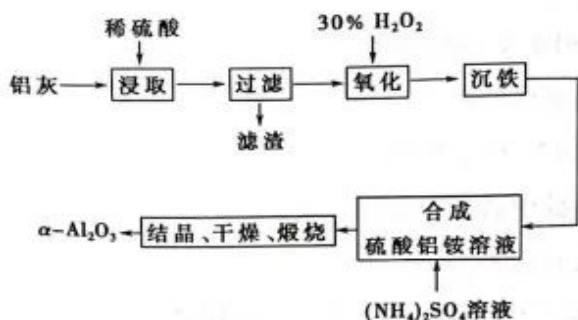 稀硫酸
30% H₂O₂
铝灰
浸取
过滤
氧化
沉铁
滤渣
α-Al₂O₃
结晶、干燥、煅烧
合成
硫酸铝铵溶液
(NH₄)₂SO₄溶液